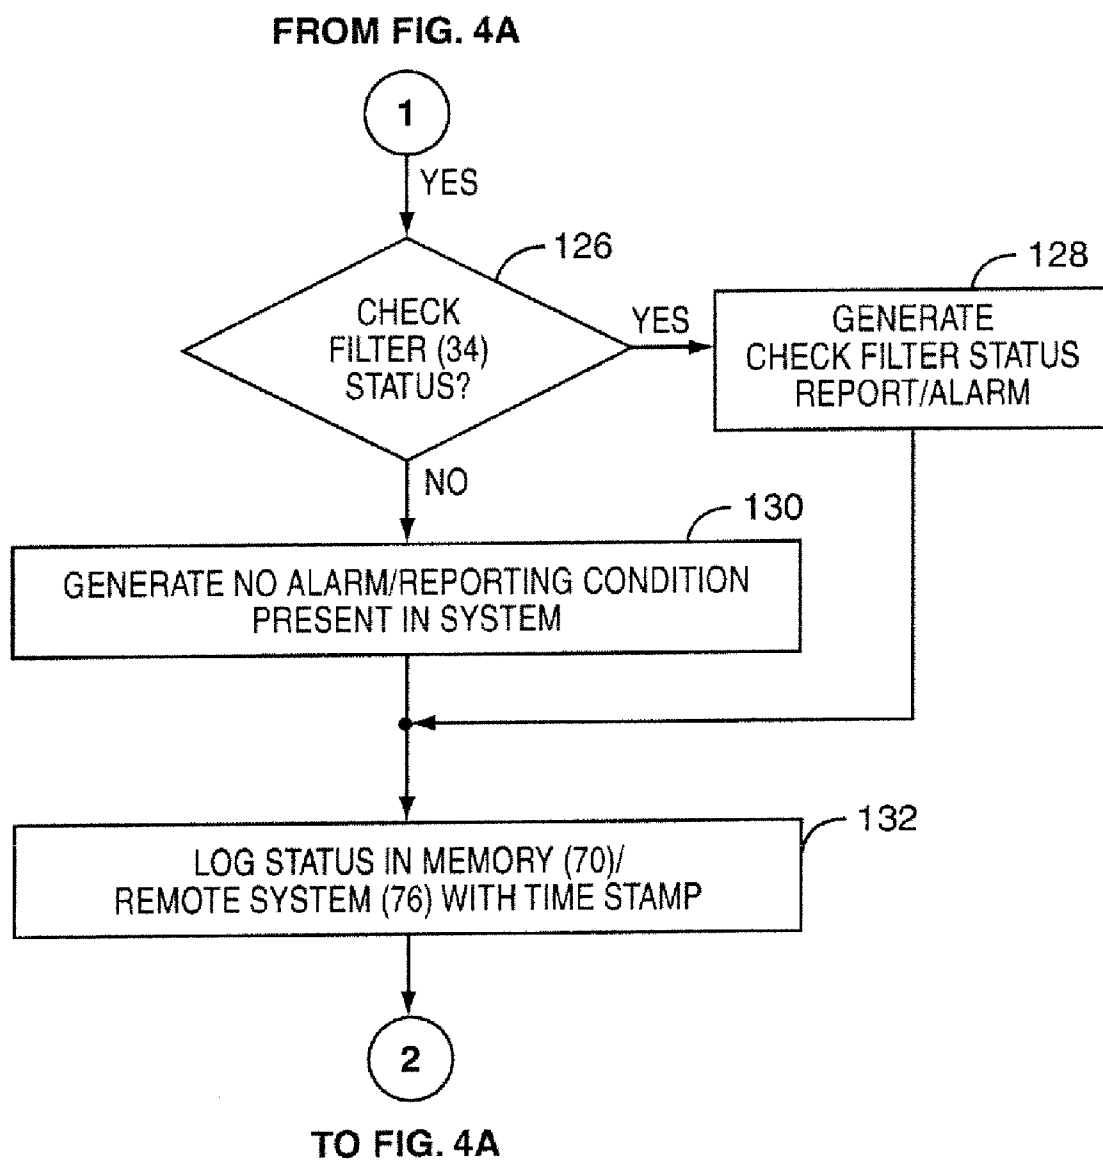 FROM FIG. 4A
1
YES
126
CHECK
FILTER (34)
STATUS?
YES
128
GENERATE
CHECK FILTER STATUS
REPORT/ALARM
NO
130
GENERATE NO ALARM/REPORTING CONDITION
PRESENT IN SYSTEM
132
LOG STATUS IN MEMORY (70)/
REMOTE SYSTEM (76) WITH TIME STAMP
2
TO FIG. 4A